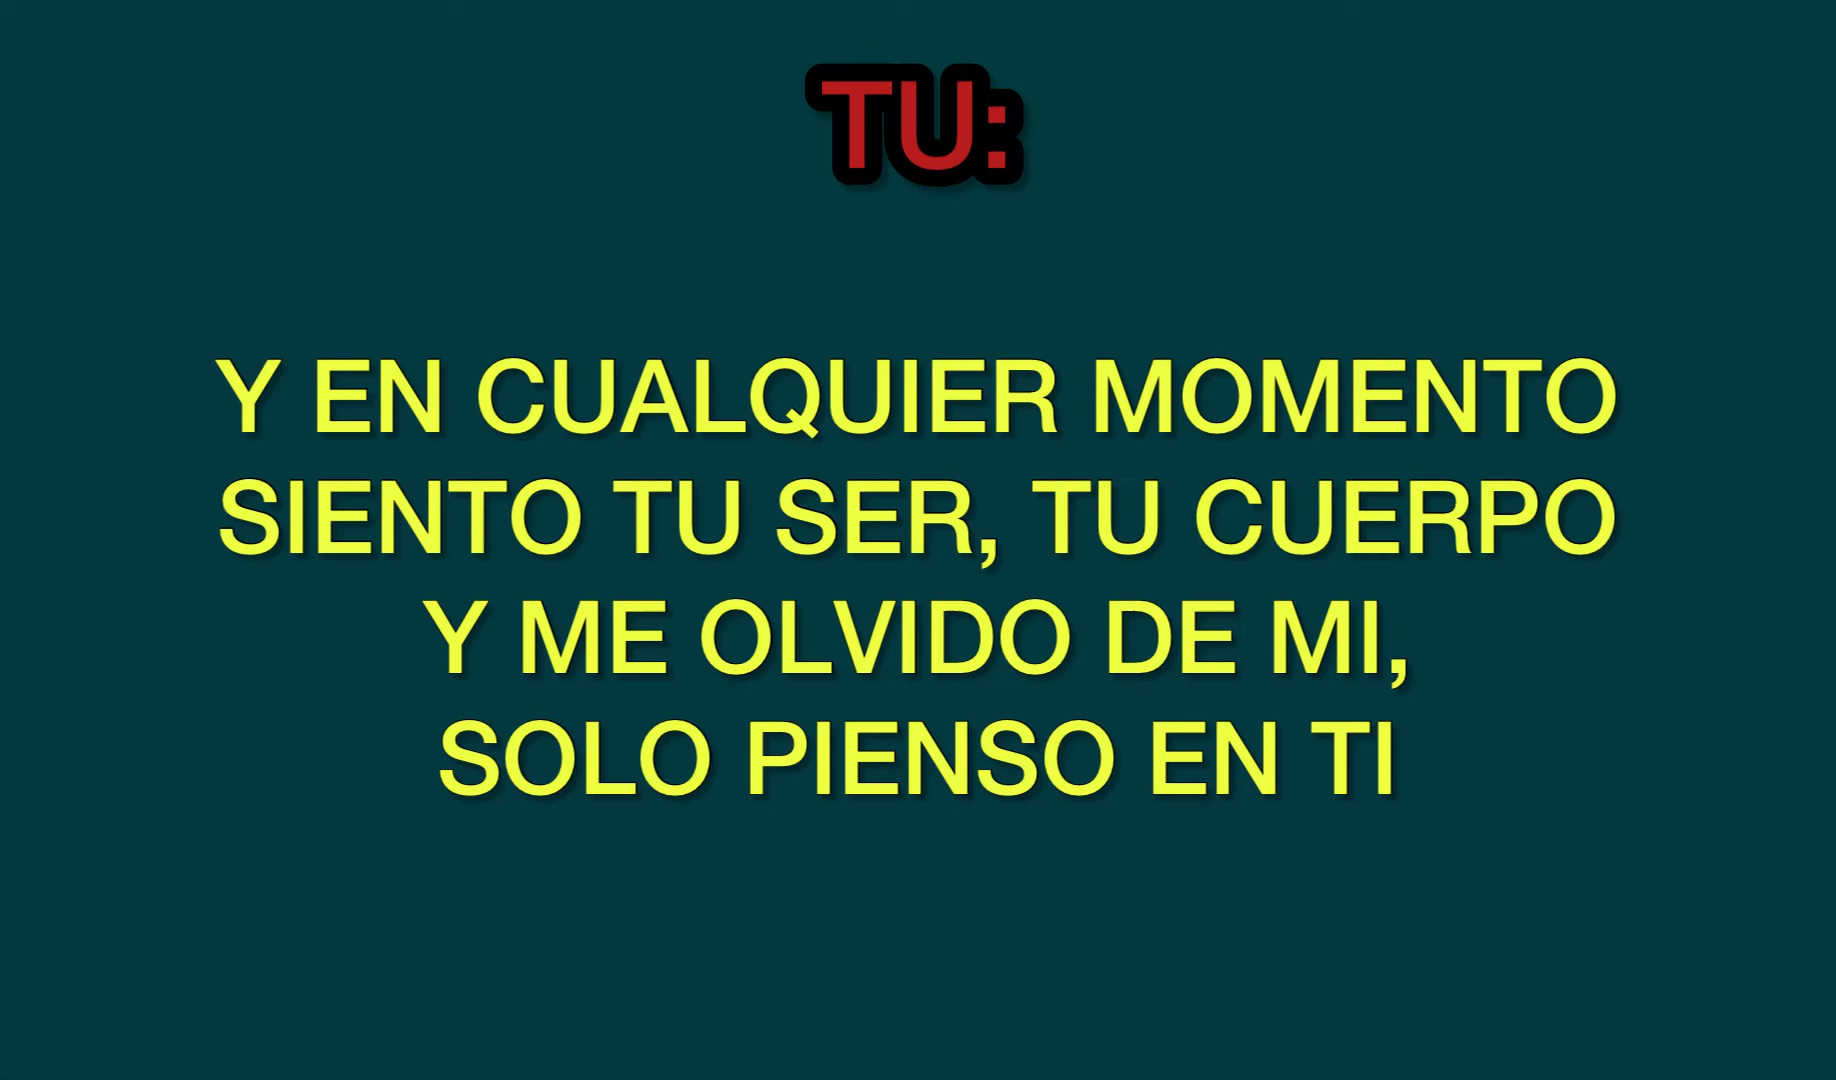 TU:
Y EN CUALQUIER MOMENTO
SIENTO TU SER, TU CUERPO
Y ME OLVIDO DE MI,
SOLO PIENSO EN TI